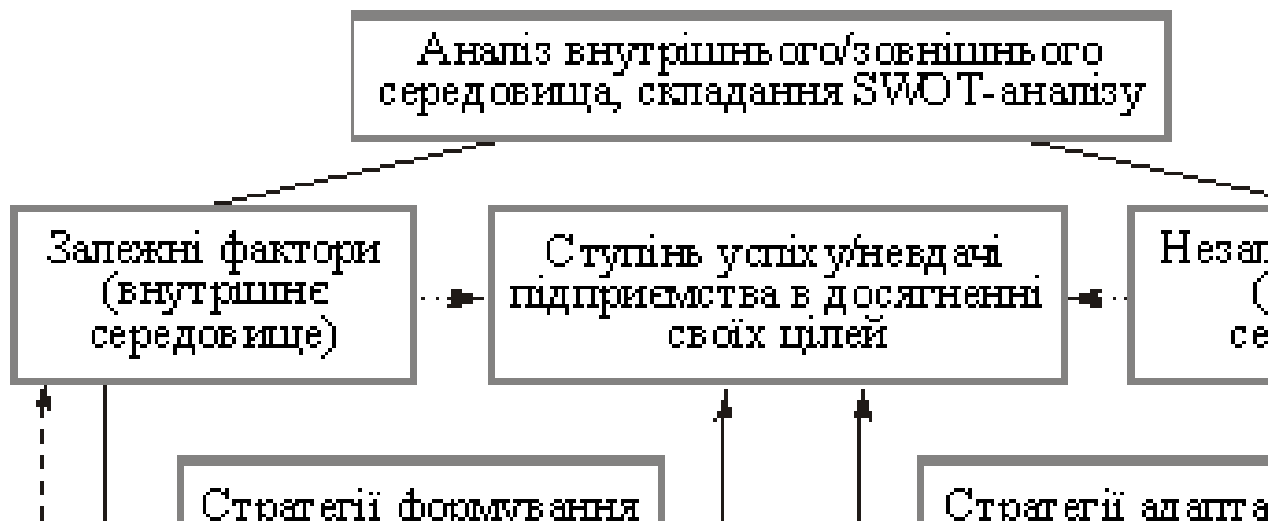 Аналіз внутрішнього/зовнішнього
середовища, складання SWOT-аналізу
Залежні фактори
(внутрішнє
середовище)
Ступінь успіху/невдачі
підприємства в досягненні
своїх цілей
Стратегії формування
Стратегії